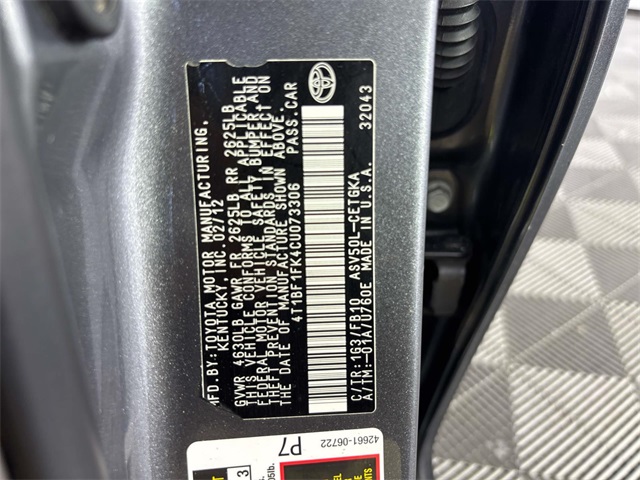 MFD.BY:TOYOTA MOTOR MANUFACTURING,
KENTUCKY,INC. 02/12
GVWR 4630LB GAWR FR 2625LB RR 2625LB
THIS VEHICLE CONFORMS TO ALL APPLICABLE
FEDERAL MOTOR VEHICLE SAFETY, BUMPER, AND
THEFT PREVENTION STANDARDS IN EFFECT ON
THE DATE OF MANUFACTURE SHOWN ABOVE.
4T1BF1FK4CU073306 PASS.CAR
C/TR:1G3/FB10 ASV50L-CETGKA
A/TM:-01A/U760E MADE IN U.S.A. 32043
P7
42661-06722
3